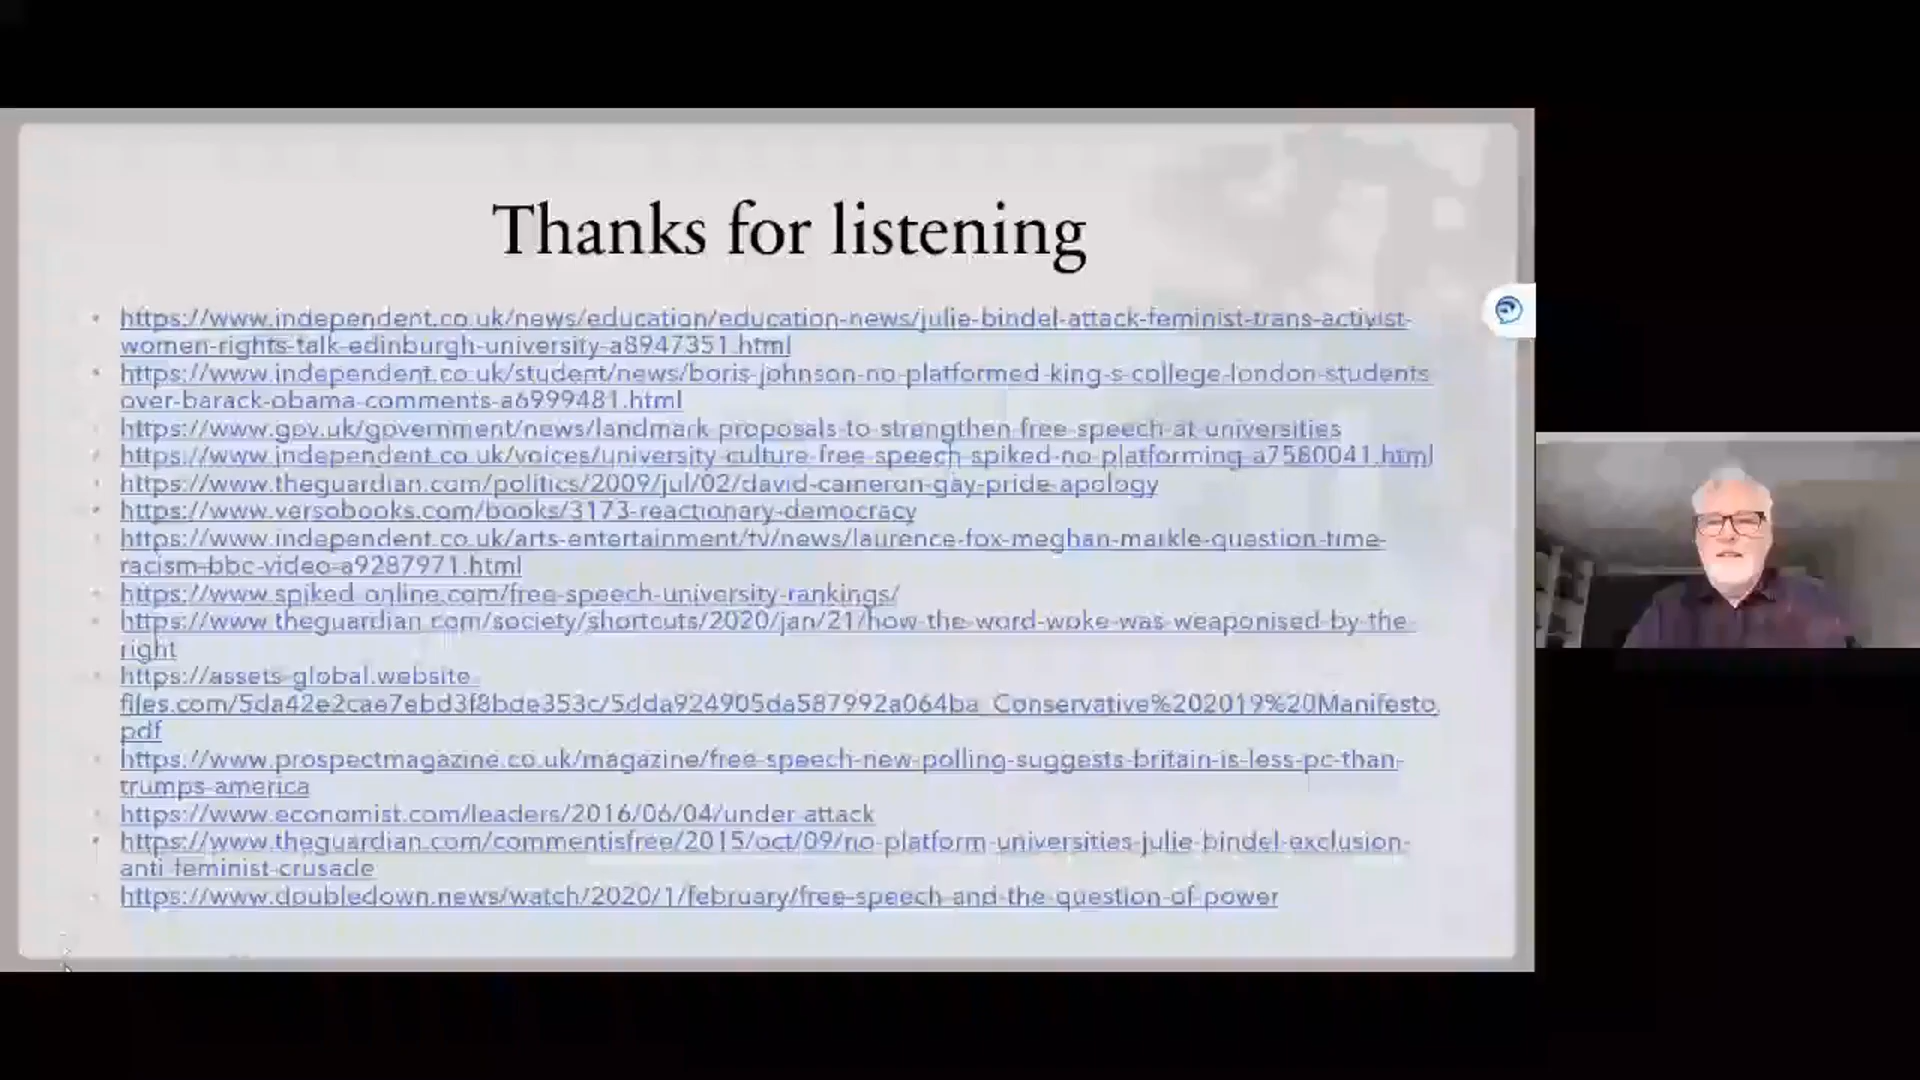 Thanks for listening
https://www.independent.co.uk/news/education/education-news/julie-bindel-attack-feminist-trans-activist-
women-rights-talk-edinburgh-university-a8947351.html
https://www.independent.co.uk/student/news/boris-johnson-no-platformed-king-s-college-london-students-
over-barack-obama-comments-a6999481.html
https://www.gov.uk/government/news/landmark-proposals-to-strengthen-free-speech-at-universities
https://www.independent.co.uk/voices/university-culture-free-speech-spiked-no-platforming-a7580041.html
https://www.theguardian.com/politics/2009/jul/02/david-cameron-gay-pride-apology
https://www.versobooks.com/books/3173-reactionary-democracy
https://www.independent.co.uk/arts-entertainment/tv/news/laurence-fox-meghan-markle-question-time-
racism-bbc-video-a9287971.html
https://www.spiked-online.com/free-speech-university-rankings/
https://www.theguardian.com/society/shortcuts/2020/jan/21/how-the-word-woke-was-weaponised-by-the-
right
https://assets-global.website-
files.com/5da42e2cae7ebd3f8bde353c/5dda924905da587992a064ba_Conservative%202019%20Manifesto.
pdf
https://www.prospectmagazine.co.uk/magazine/free-speech-new-polling-suggests-britain-is-less-pc-than-
trumps-america
https://www.economist.com/leaders/2016/06/04/under-attack
https://www.theguardian.com/commentisfree/2015/oct/09/no-platform-universities-julie-bindel-exclusion-
anti-feminist-crusade
https://www.doubledown.news/watch/2020/1/february/free-speech-and-the-question-of-power